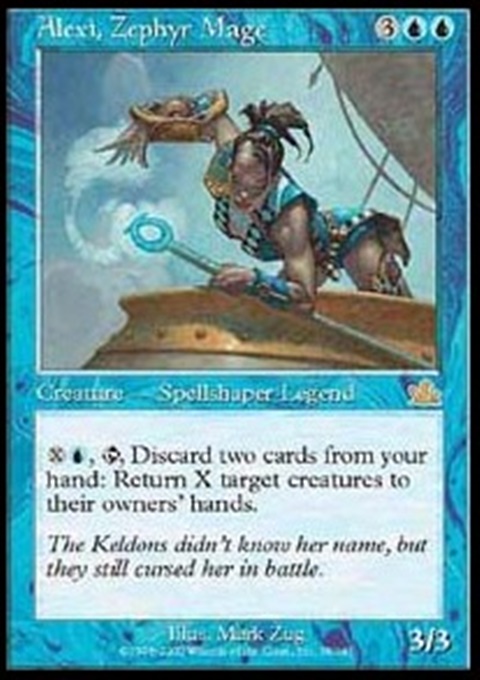 Alexi, Zephyr Mage 3
Creature Spellshaper Legend
X , Discard two cards from your
hand: Return X target creatures to
their owners' hands.
The Keldons didn't know her name, but
they still cursed her in battle.
Illus. Mark Zug
3/3